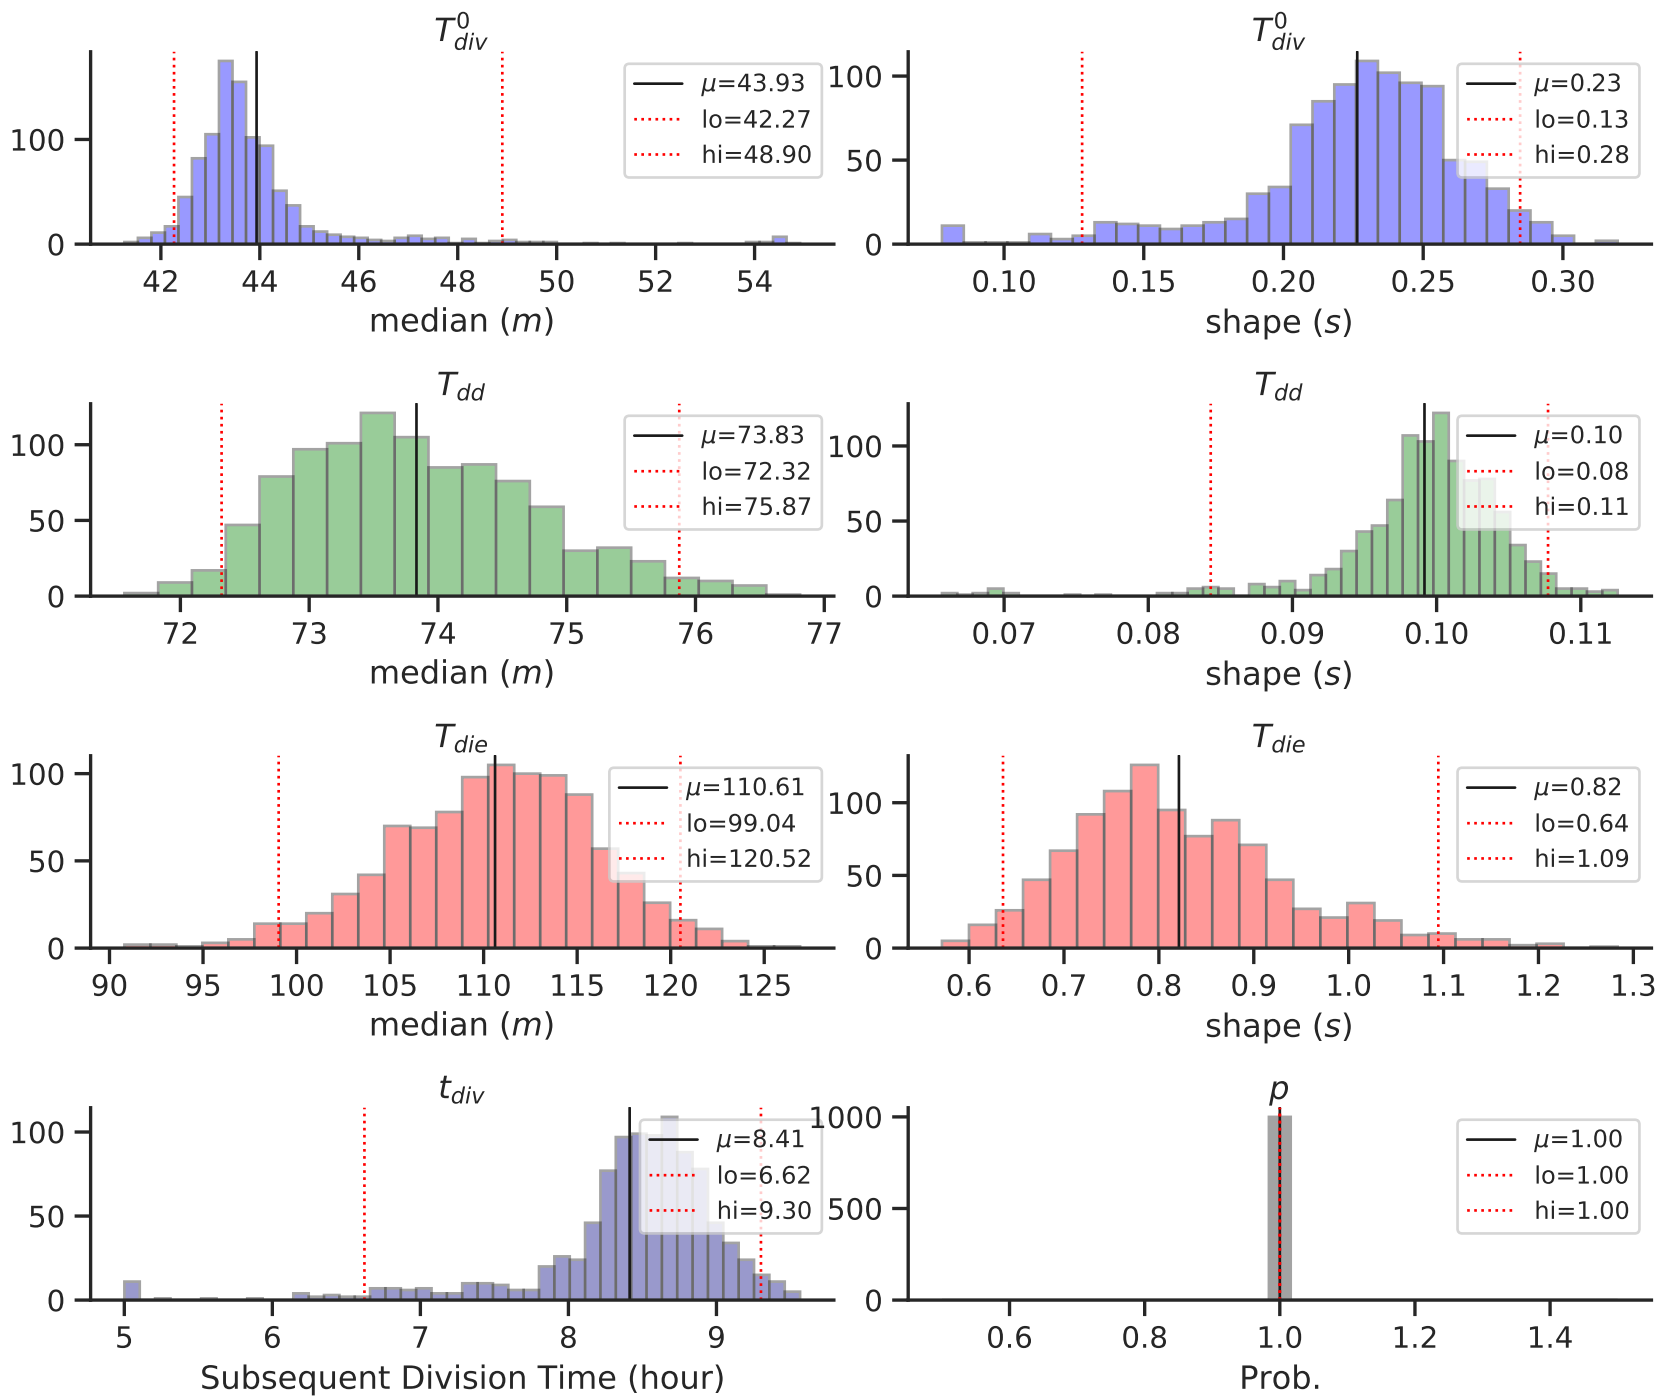 T⁰div
μ=43.93
lo=42.27
hi=48.90
100
0
42 44 46 48 50 52 54
median (m)
T⁰div
μ=0.23
lo=0.13
hi=0.28
100
50
0
0.10 0.15 0.20 0.25 0.30
shape (s)
Tdd
μ=73.83
lo=72.32
hi=75.87
100
50
0
72 73 74 75 76 77
median (m)
Tdd
μ=0.10
lo=0.08
hi=0.11
100
50
0
0.07 0.08 0.09 0.10 0.11
shape (s)
Tdie
μ=110.61
lo=99.04
hi=120.52
100
50
0
90 95 100 105 110 115 120 125
median (m)
Tdie
μ=0.82
lo=0.64
hi=1.09
100
50
0
0.6 0.7 0.8 0.9 1.0 1.1 1.2 1.3
shape (s)
tdiv
μ=8.41
lo=6.62
hi=9.30
100
50
0
5 6 7 8 9
Subsequent Division Time (hour)
p
μ=1.00
lo=1.00
hi=1.00
1000
500
0
0.6 0.8 1.0 1.2 1.4
Prob.